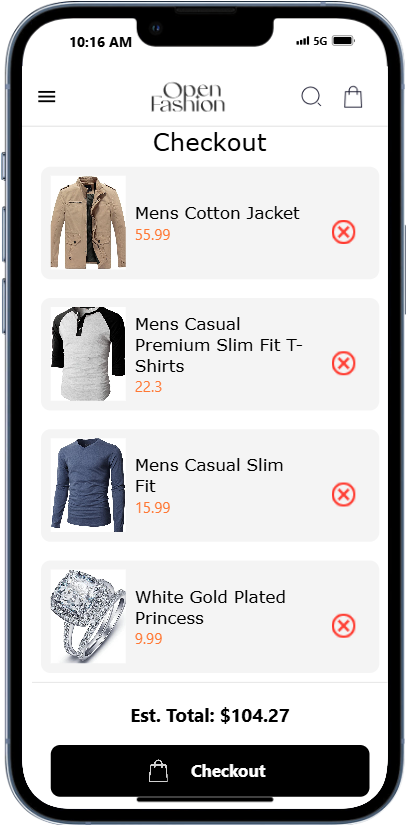 10:16 AM
5G
Open
Fashion
Checkout
Mens Cotton Jacket
55.99
Mens Casual
Premium Slim Fit T-
Shirts
22.3
Mens Casual Slim
Fit
15.99
White Gold Plated
Princess
9.99
Est. Total: $104.27
Checkout